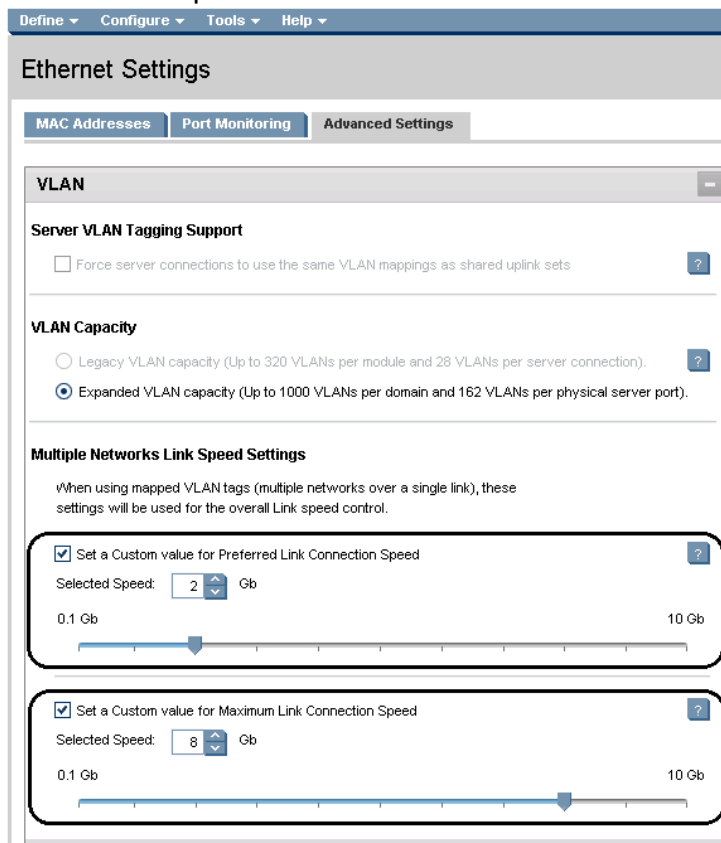 Define Configure Tools Help
Ethernet Settings
MAC Addresses Port Monitoring Advanced Settings
VLAN
Server VLAN Tagging Support
Force server connections to use the same VLAN mappings as shared uplink sets ?
VLAN Capacity
Legacy VLAN capacity (Up to 320 VLANs per module and 28 VLANs per server connection). ?
Expanded VLAN capacity (Up to 1000 VLANs per domain and 162 VLANs per physical server port).
Multiple Networks Link Speed Settings
When using mapped VLAN tags (multiple networks over a single link), these
settings will be used for the overall Link speed control.
Set a Custom value for Preferred Link Connection Speed ?
Selected Speed: 2 Gb
0.1 Gb 10 Gb
Set a Custom value for Maximum Link Connection Speed ?
Selected Speed: 8 Gb
0.1 Gb 10 Gb